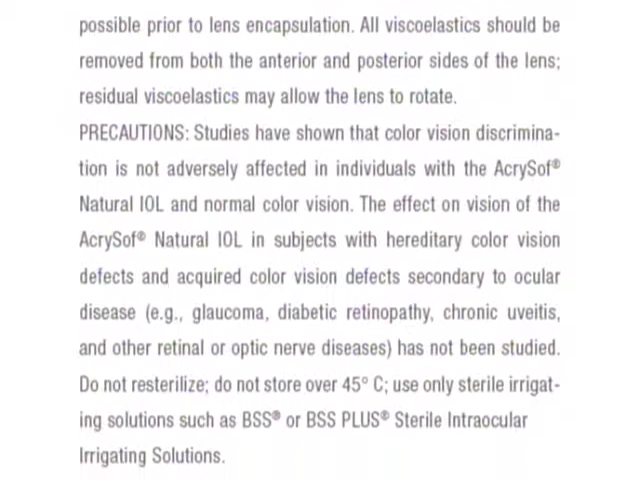 possible prior to lens encapsulation. All viscoelastics should be
removed from both the anterior and posterior sides of the lens;
residual viscoelastics may allow the lens to rotate.
PRECAUTIONS: Studies have shown that color vision discrimina-
tion is not adversely affected in individuals with the AcrySof®
Natural IOL and normal color vision. The effect on vision of the
AcrySof® Natural IOL in subjects with hereditary color vision
defects and acquired color vision defects secondary to ocular
disease (e.g., glaucoma, diabetic retinopathy, chronic uveitis,
and other retinal or optic nerve diseases) has not been studied.
Do not resterilize; do not store over 45° C; use only sterile irrigat-
ing solutions such as BSS® or BSS PLUS® Sterile Intraocular
Irrigating Solutions.